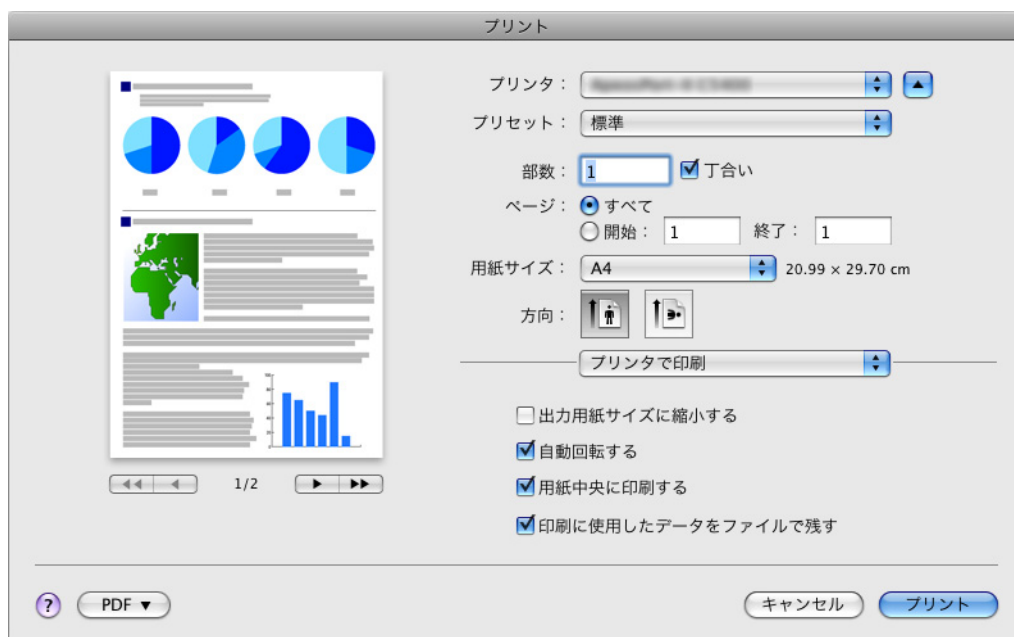 プリント
プリンタ：
プリセット： 標準
部数： 1 丁合い
ページ： すべて
開始： 1 終了： 1
用紙サイズ： A4 20.99 × 29.70 cm
方向：
プリンタで印刷
出力用紙サイズに縮小する
自動回転する
用紙中央に印刷する
印刷に使用したデータをファイルで残す
1/2
? PDF▼ キャンセル プリント